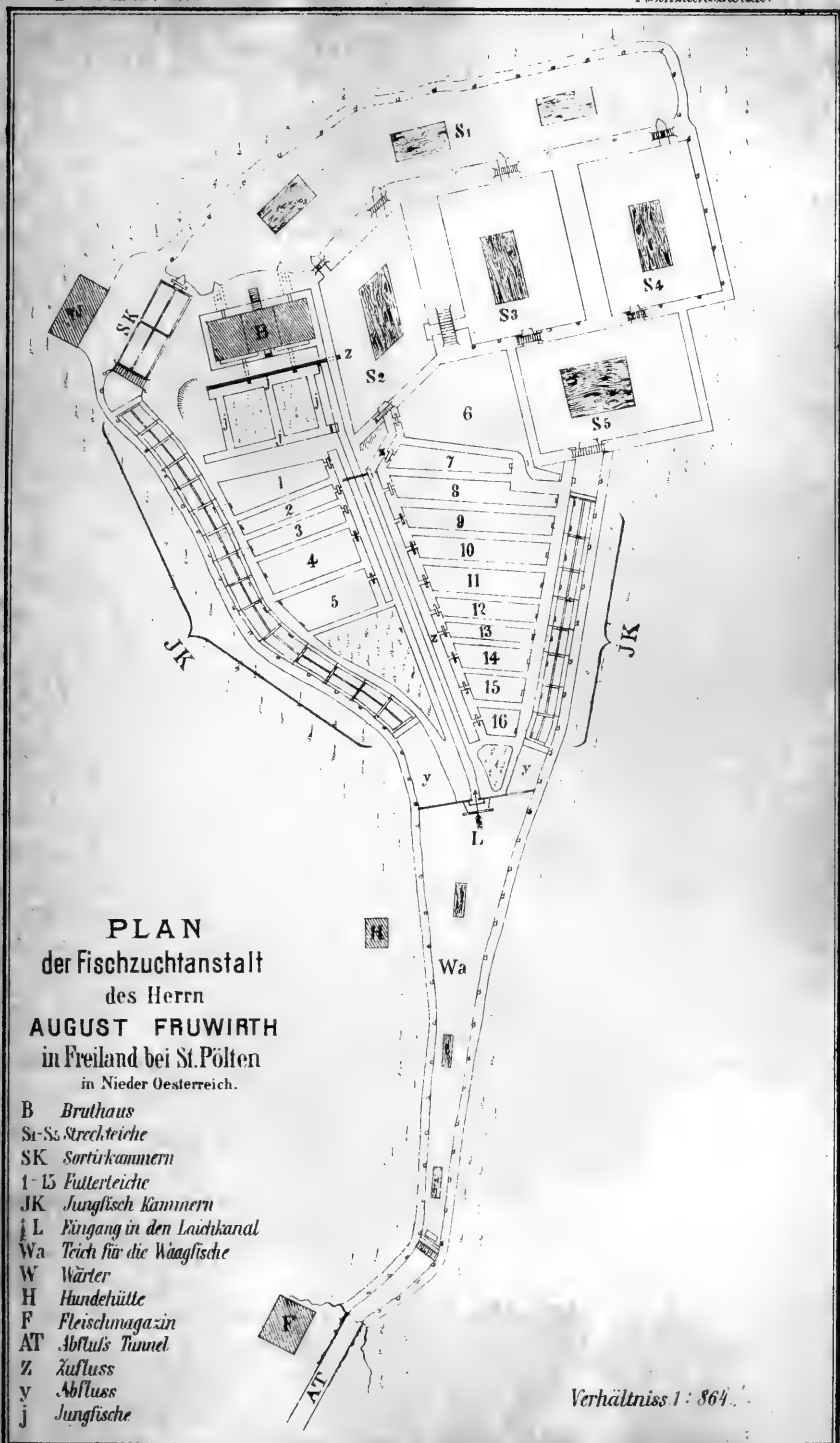 S1
S K
B
z
S2
S3
S4
S5
6
7
8
9
10
11
12
13
14
15
16
1
2
3
4
5
j
j
j
z
JK
JK
y
y
L
H
Wa
F
AT
PLAN
der Fischzuchtanstalt
des Herrn
AUGUST FRUWIRTH
in Freiland bei St. Pölten
in Nieder Oesterreich.
B Bruthaus
S1-S5 Streckteiche
SK Sortirkammern
1-15 Futterteiche
JK Jungfisch Kammern
L Eingang in den Laichkanal
Wa Teich für die Waagfische
W Wärter
H Hundehütte
F Fleischmagazin
AT Abfluſs Tunnel
Z Zufluss
y Abfluss
j Jungfische
Verhältniss 1 : 864.